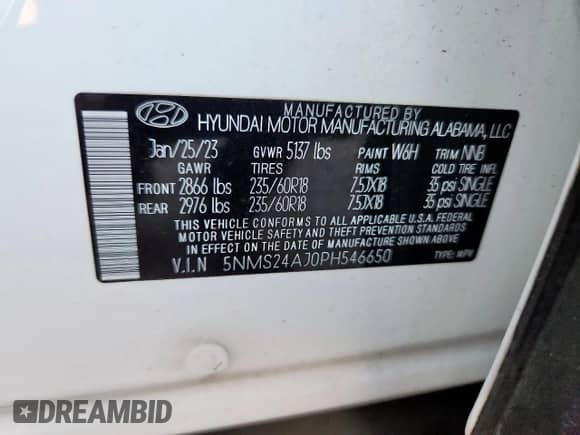 MANUFACTURED BY
HYUNDAI MOTOR MANUFACTURING ALABAMA, LLC
Jan/25/23 GVWR 5137 lbs PAINT W6H TRIM NNB
GAWR TIRES RIMS COLD TIRE INFL
FRONT 2866 lbs 235/60R18 7.5JX18 35 psi SINGLE
REAR 2976 lbs 235/60R18 7.5JX18 35 psi SINGLE
THIS VEHICLE CONFORMS TO ALL APPLICABLE U.S.A. FEDERAL
MOTOR VEHICLE SAFETY AND THEFT PREVENTION STANDARDS
IN EFFECT ON THE DATE OF MANUFACTURE SHOWN ABOVE.
V.I.N 5NMS24AJ0PH546650 TYPE: MPV
DREAMBID